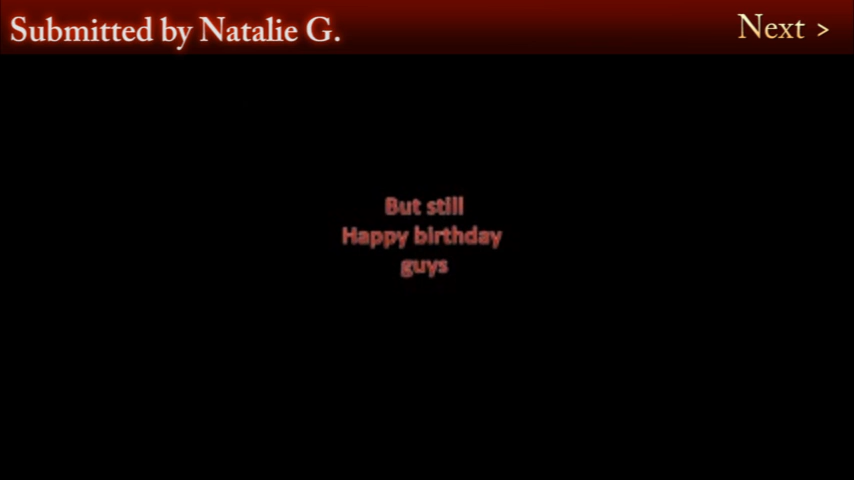 Submitted by Natalie G.
Next >
But still
Happy birthday
guys